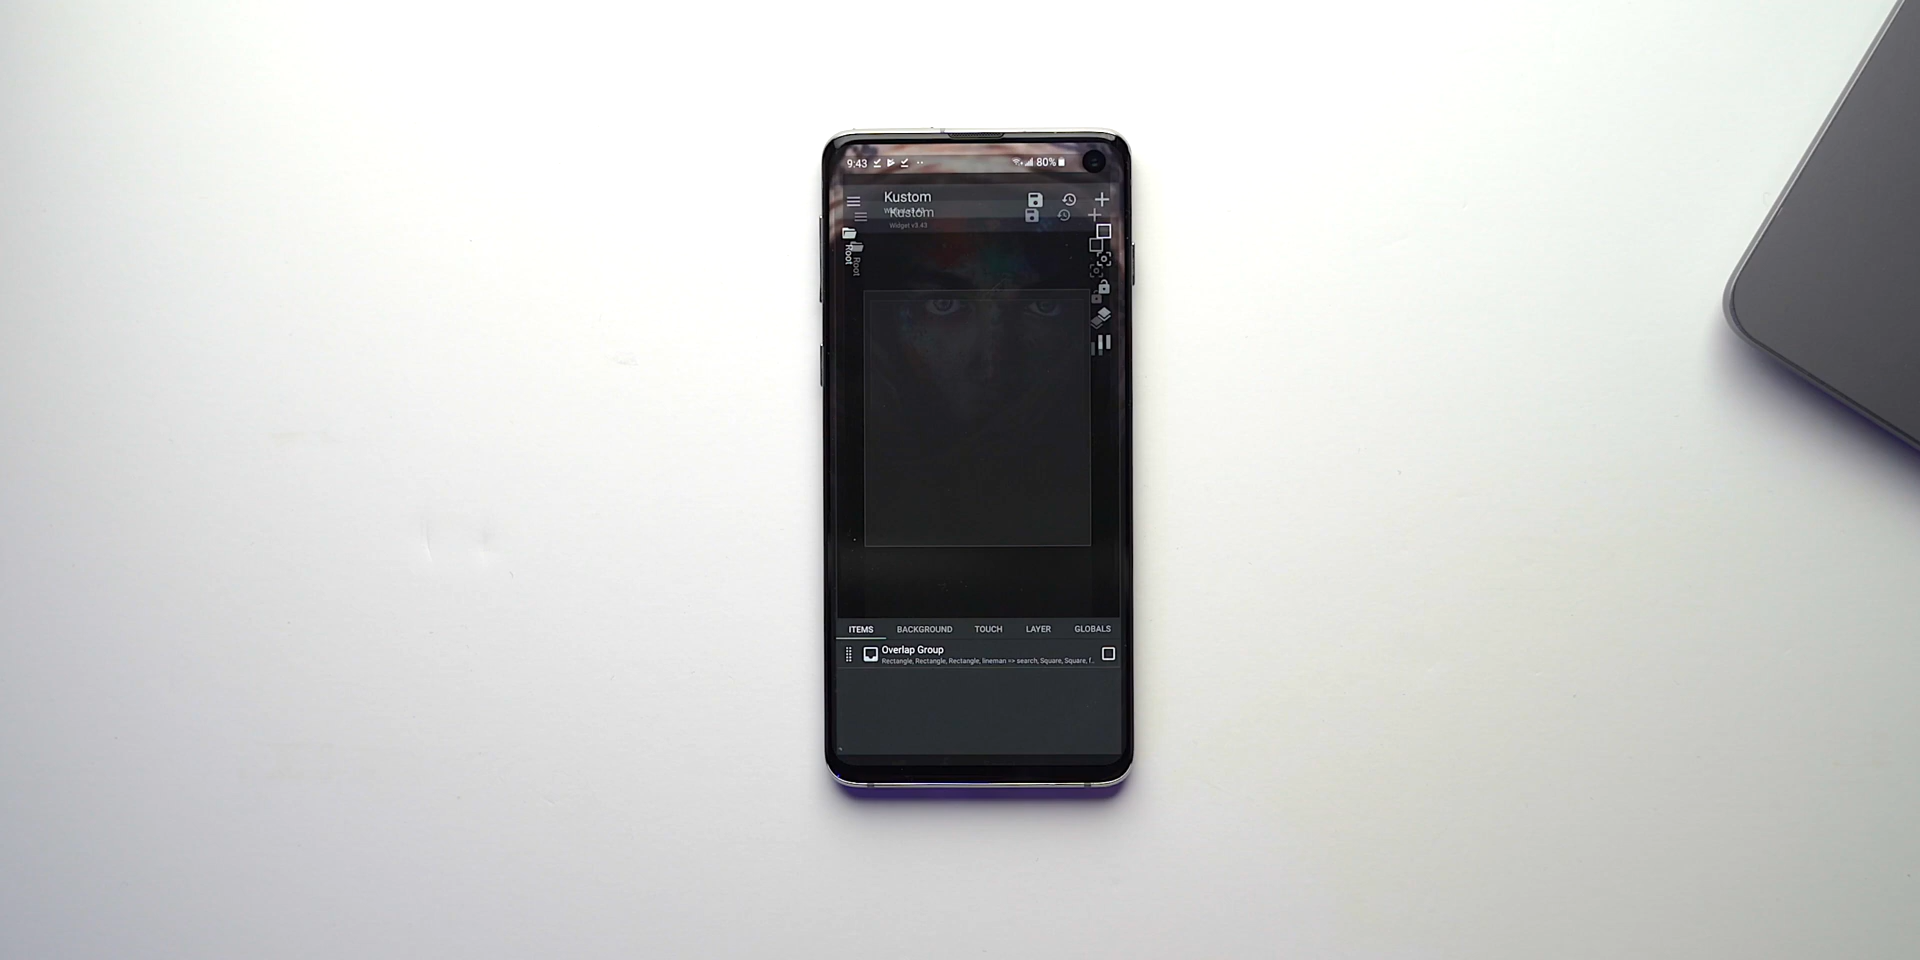 9:43 80%
Kustom
Kustom
Widget v3.43
Root
Root
ITEMS BACKGROUND TOUCH LAYER GLOBALS
Overlap Group
Rectangle, Rectangle, Rectangle, lineman => search, Square, Square, f..